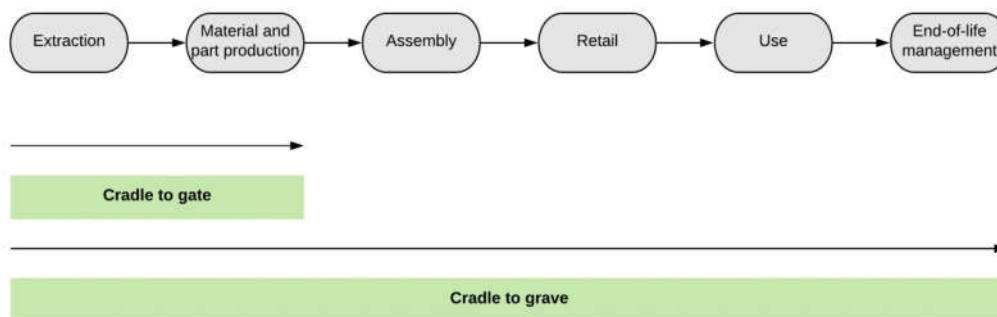 Extraction
Material and
part production
Assembly
Retail
Use
End-of-life
management
Cradle to gate
Cradle to grave